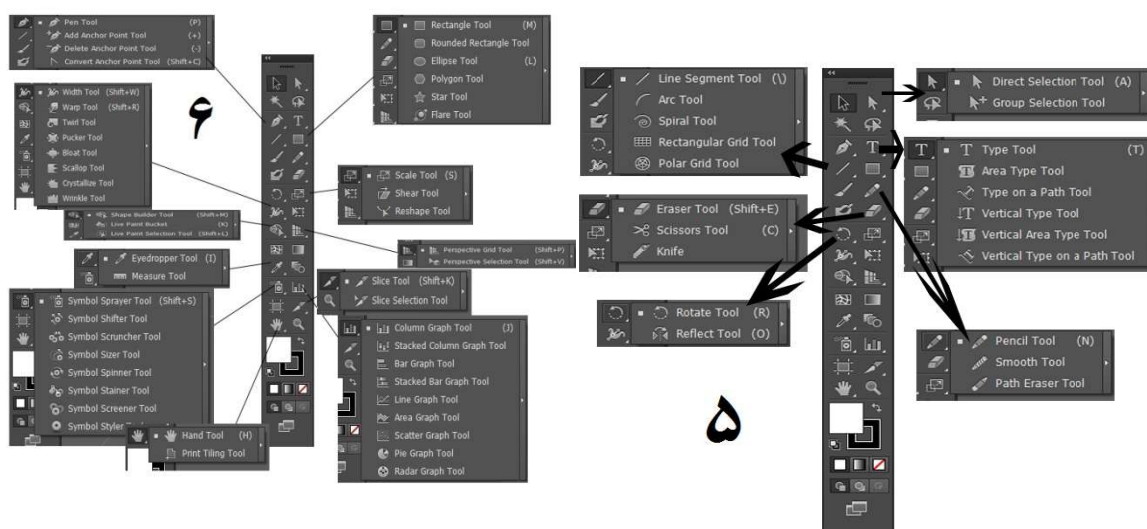 Pen Tool (P)
Add Anchor Point Tool (+)
Delete Anchor Point Tool (-)
Convert Anchor Point Tool (Shift+C)
۶
Width Tool (Shift+W)
Warp Tool (Shift+R)
Twirl Tool
Pucker Tool
Bloat Tool
Scallop Tool
Crystallize Tool
Wrinkle Tool
Shape Builder Tool (Shift+M)
Live Paint Bucket (K)
Live Paint Selection Tool (Shift+L)
Eyedropper Tool (I)
Measure Tool
Symbol Sprayer Tool (Shift+S)
Symbol Shifter Tool
Symbol Scruncher Tool
Symbol Sizer Tool
Symbol Spinner Tool
Symbol Stainer Tool
Symbol Screener Tool
Symbol Styler
Hand Tool (H)
Print Tiling Tool
Rectangle Tool (M)
Rounded Rectangle Tool
Ellipse Tool (L)
Polygon Tool
Star Tool
Flare Tool
Scale Tool (S)
Shear Tool
Reshape Tool
Perspective Grid Tool (Shift+P)
Perspective Selection Tool (Shift+V)
Slice Tool (Shift+K)
Slice Selection Tool
Column Graph Tool (J)
Stacked Column Graph Tool
Bar Graph Tool
Stacked Bar Graph Tool
Line Graph Tool
Area Graph Tool
Scatter Graph Tool
Pie Graph Tool
Radar Graph Tool
Line Segment Tool (\)
Arc Tool
Spiral Tool
Rectangular Grid Tool
Polar Grid Tool
Eraser Tool (Shift+E)
Scissors Tool (C)
Knife
Rotate Tool (R)
Reflect Tool (O)
۵
Direct Selection Tool (A)
Group Selection Tool
Type Tool (T)
Area Type Tool
Type on a Path Tool
Vertical Type Tool
Vertical Area Type Tool
Vertical Type on a Path Tool
Pencil Tool (N)
Smooth Tool
Path Eraser Tool